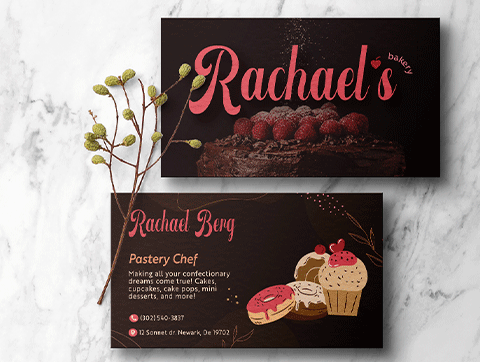 Rachael's
bakery
Rachael Berg
Pastery Chef
Making all your confectionary
dreams come true! Cakes,
cupcakes, cake pops, mini
desserts, and more!
(302) 540-3837
12 Sonnet dr. Newark, De 19702